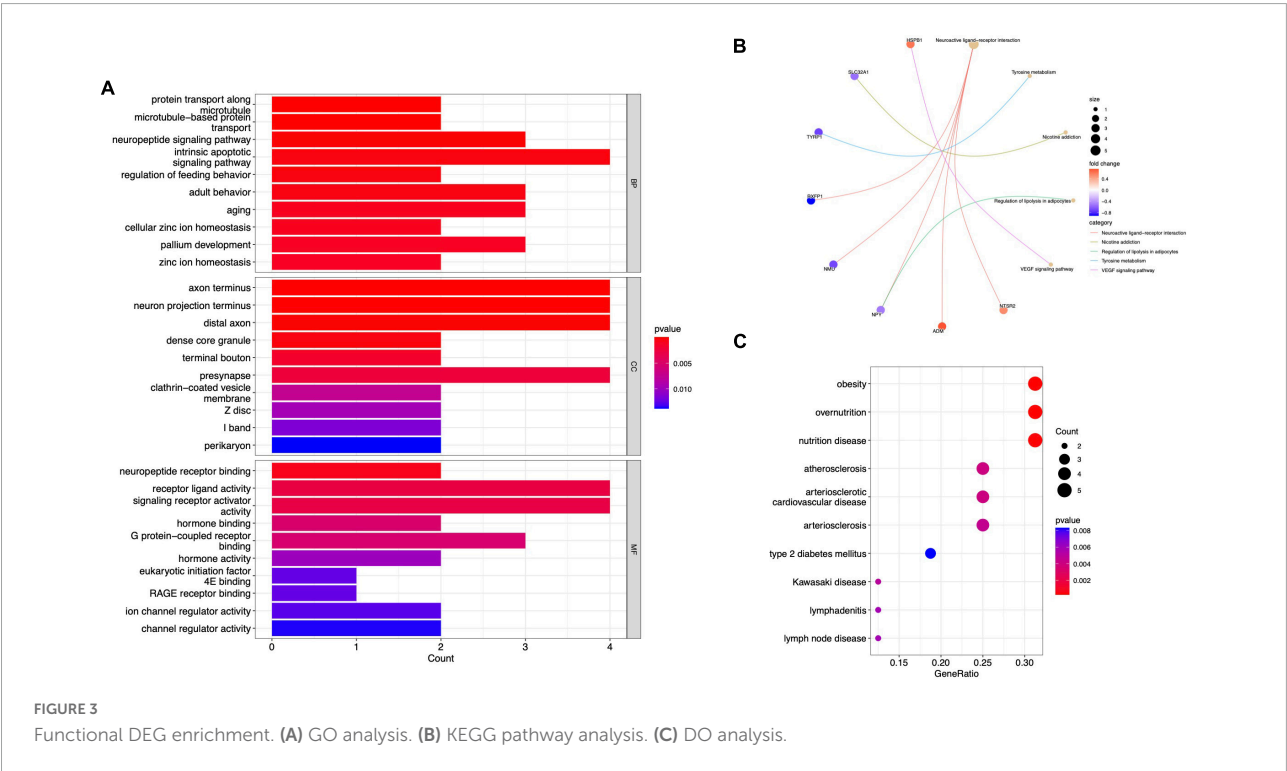 A
protein transport along
microtubule
microtubule−based protein
transport
neuropeptide signaling pathway
intrinsic apoptotic
signaling pathway
regulation of feeding behavior
adult behavior
aging
cellular zinc ion homeostasis
pallium development
zinc ion homeostasis
BP
axon terminus
neuron projection terminus
distal axon
dense core granule
terminal bouton
presynapse
clathrin−coated vesicle
membrane
Z disc
I band
perikaryon
CC
neuropeptide receptor binding
receptor ligand activity
signaling receptor activator
activity
hormone binding
G protein−coupled receptor
binding
hormone activity
eukaryotic initiation factor
4E binding
RAGE receptor binding
ion channel regulator activity
channel regulator activity
MF
0 1 2 3 4
Count
pvalue
0.005
0.010
B
HSPB1
Neuroactive ligand−receptor interaction
SLC32A1
Tyrosine metabolism
TYRP1
Nicotine addiction
RXFP1
Regulation of lipolysis in adipocytes
NMU
VEGF signaling pathway
NPY
NTSR2
ADM
size
1
2
3
4
5
fold change
0.4
0.0
−0.4
−0.8
category
Neuroactive ligand−receptor interaction
Nicotine addiction
Regulation of lipolysis in adipocytes
Tyrosine metabolism
VEGF signaling pathway
C
obesity
overnutrition
nutrition disease
atherosclerosis
arteriosclerotic
cardiovascular disease
arteriosclerosis
type 2 diabetes mellitus
Kawasaki disease
lymphadenitis
lymph node disease
0.15 0.20 0.25 0.30
GeneRatio
Count
2
3
4
5
pvalue
0.008
0.006
0.004
0.002
FIGURE 3
Functional DEG enrichment. (A) GO analysis. (B) KEGG pathway analysis. (C) DO analysis.